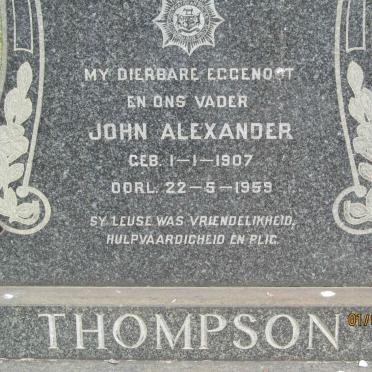 MY DIERBARE EGGENOOT
EN ONS VADER
JOHN ALEXANDER
GEB. 1-1-1907
OORL. 22-5-1959
SY LEUSE WAS VRIENDELIKHEID,
HULPVAARDIGHEID EN PLIG.
THOMPSON
01/